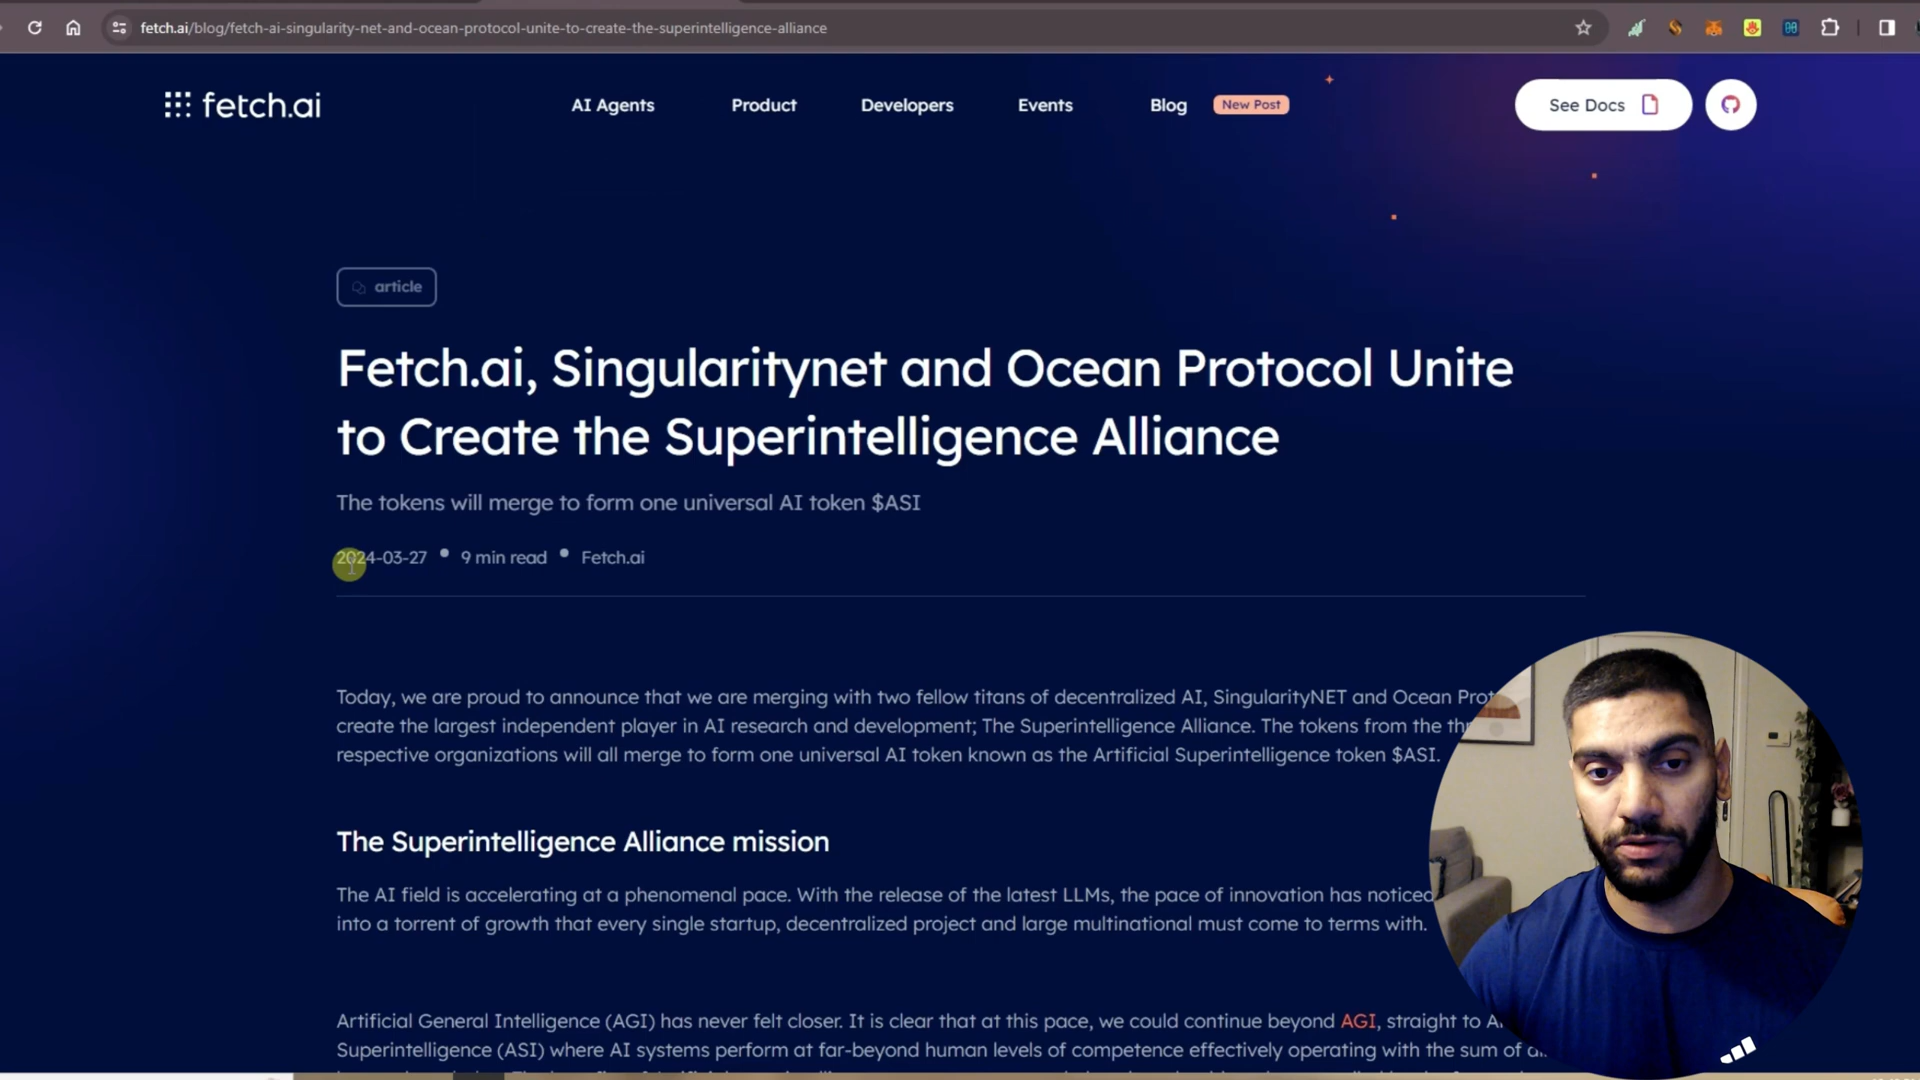 fetch.ai/blog/fetch-ai-singularity-net-and-ocean-protocol-unite-to-create-the-superintelligence-alliance
fetch.ai
AI Agents
Product
Developers
Events
Blog
New Post
See Docs
article
Fetch.ai, Singularitynet and Ocean Protocol Unite
to Create the Superintelligence Alliance
The tokens will merge to form one universal AI token $ASI
2024-03-27 • 9 min read • Fetch.ai
Today, we are proud to announce that we are merging with two fellow titans of decentralized AI, SingularityNET and Ocean
create the largest independent player in AI research and development; The Superintelligence Alliance. The tokens from the
respective organizations will all merge to form one universal AI token known as the Artificial Superintelligence token $ASI.
The Superintelligence Alliance mission
The AI field is accelerating at a phenomenal pace. With the release of the latest LLMs, the pace of innovation has
into a torrent of growth that every single startup, decentralized project and large multinational must come to terms with.
Artificial General Intelligence (AGI) has never felt closer. It is clear that at this pace, we could continue beyond AGI, straight to
Superintelligence (ASI) where AI systems perform at far-beyond human levels of competence effectively operating with the sum of